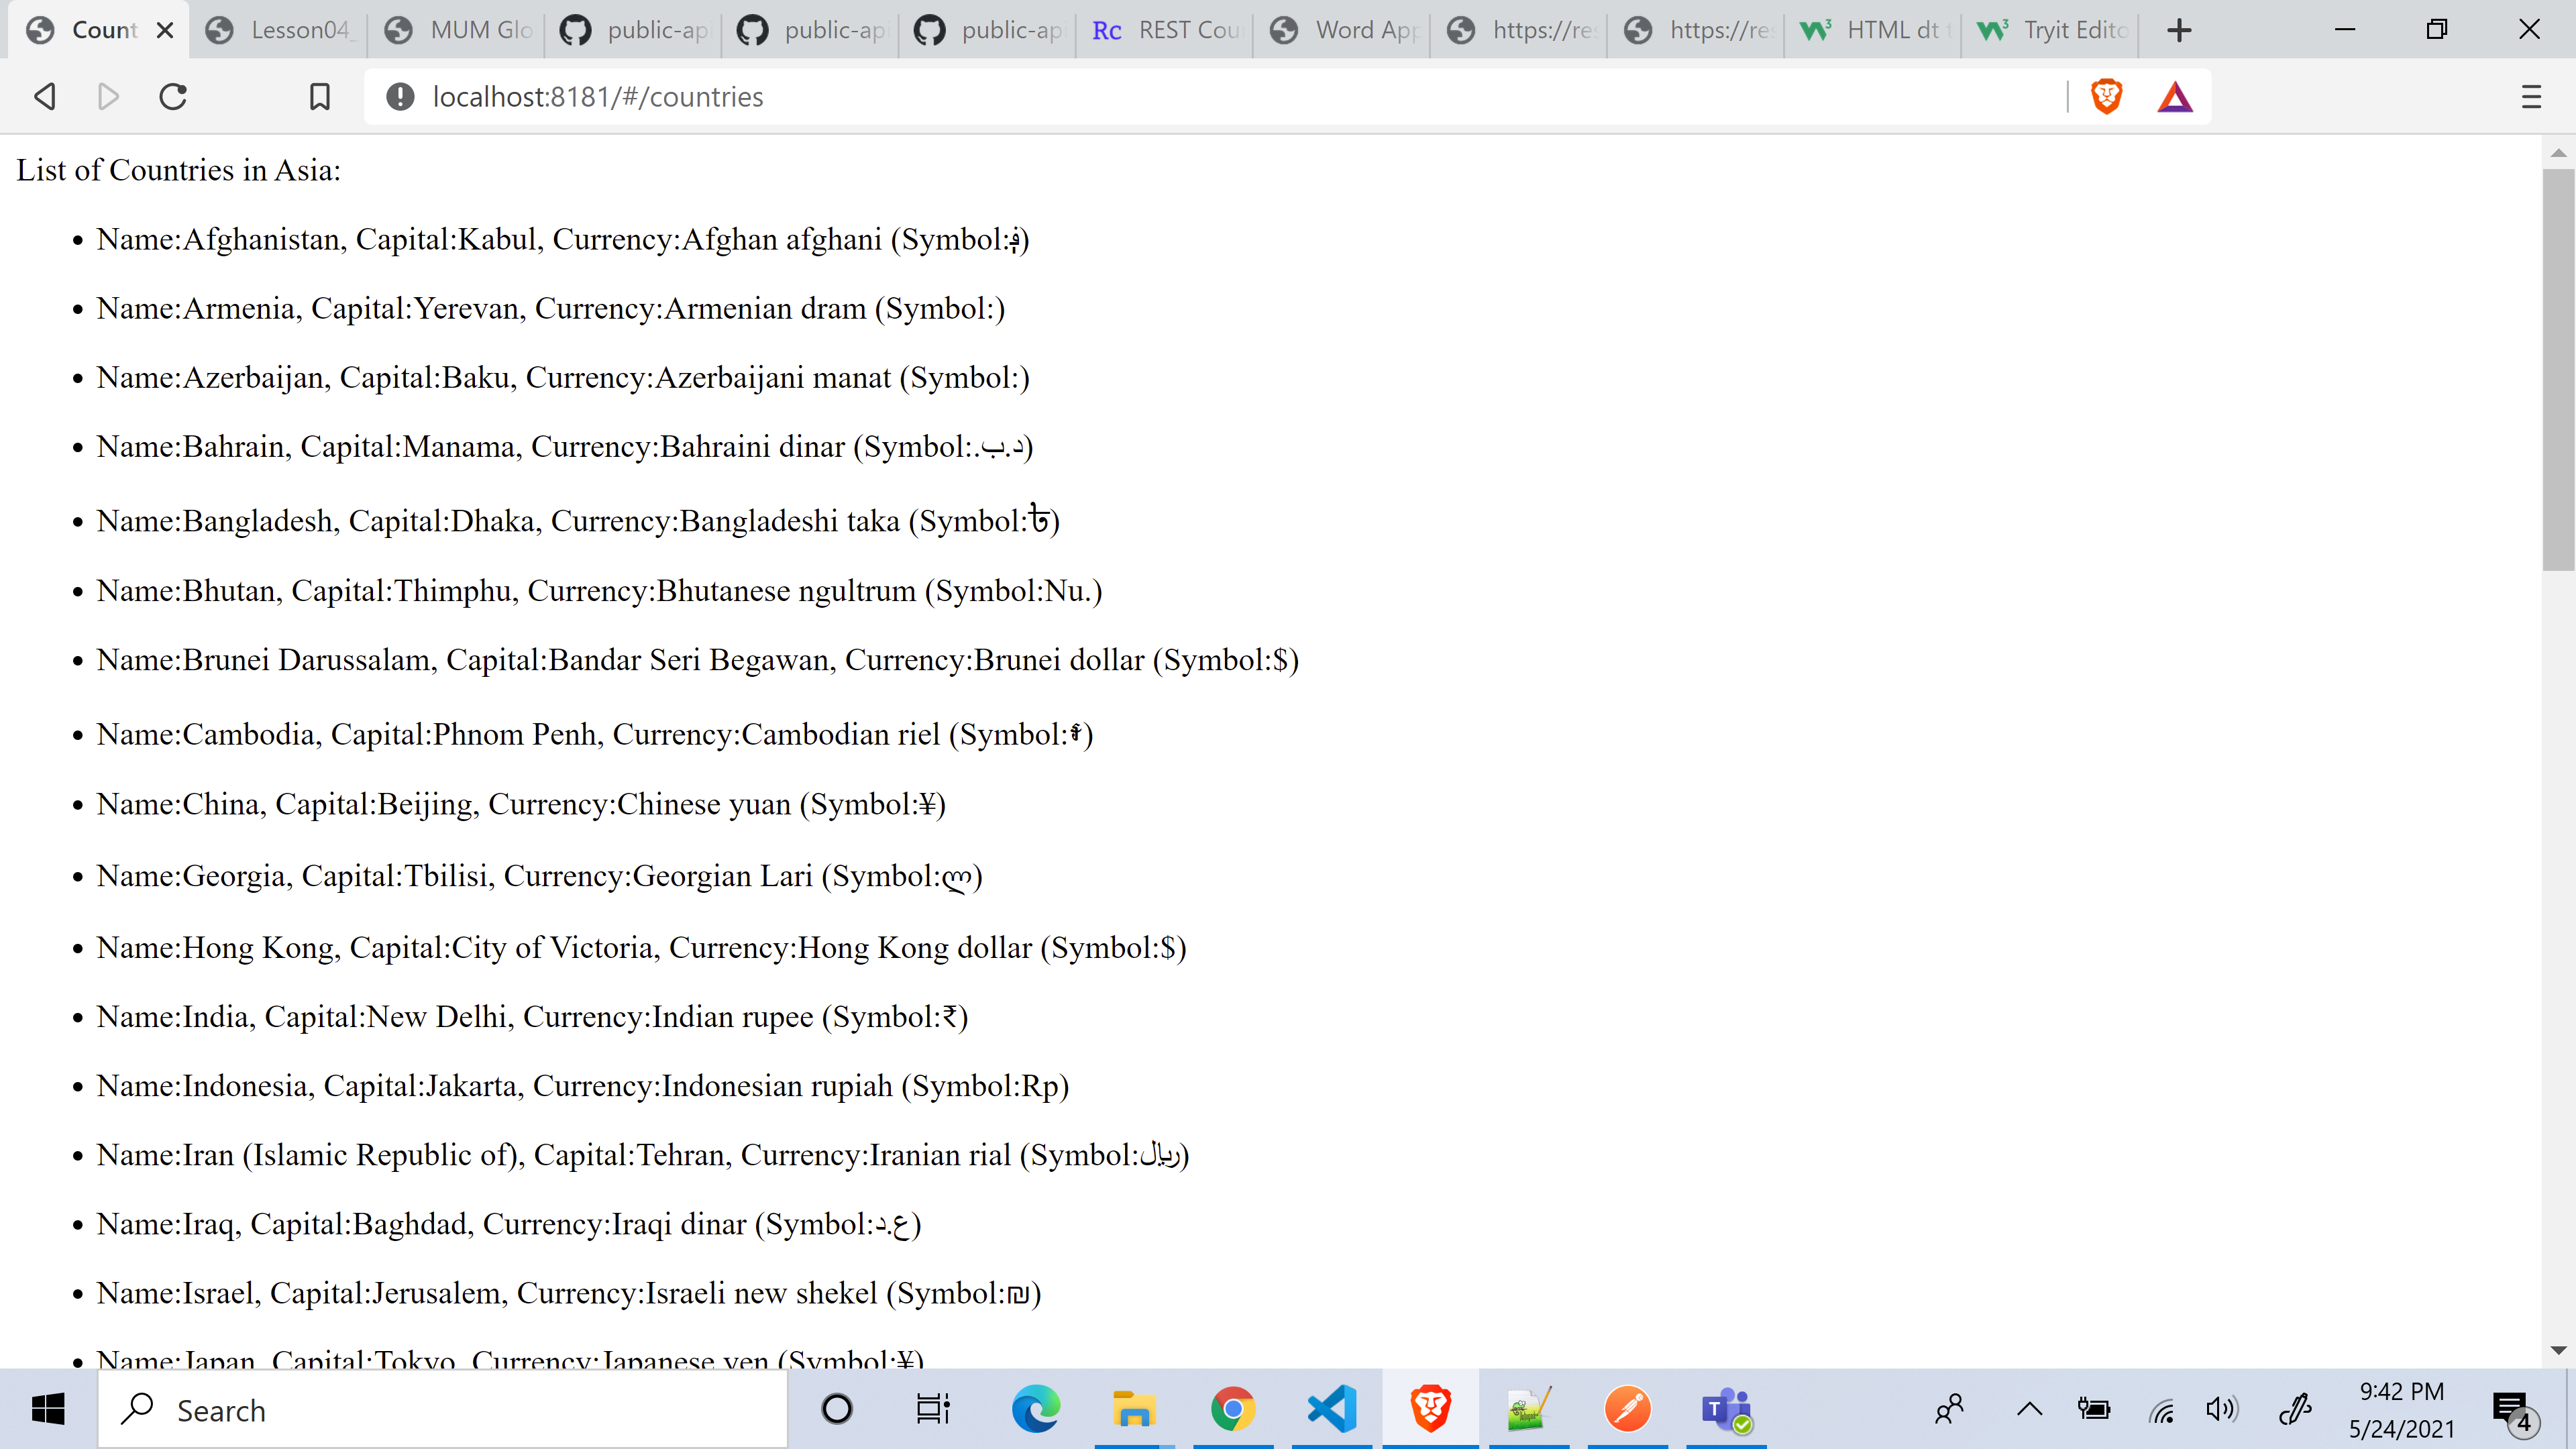 Count
Lesson04_
MUM Glo
public-ap
public-api
public-api
Rc REST Cou
Word App
https://res
https://res
HTML dt t
Tryit Edito
localhost:8181/#/countries
List of Countries in Asia:
Name:Afghanistan, Capital:Kabul, Currency:Afghan afghani (Symbol:؋)
Name:Armenia, Capital:Yerevan, Currency:Armenian dram (Symbol:)
Name:Azerbaijan, Capital:Baku, Currency:Azerbaijani manat (Symbol:)
Name:Bahrain, Capital:Manama, Currency:Bahraini dinar (Symbol:.د.ب)
Name:Bangladesh, Capital:Dhaka, Currency:Bangladeshi taka (Symbol:৳)
Name:Bhutan, Capital:Thimphu, Currency:Bhutanese ngultrum (Symbol:Nu.)
Name:Brunei Darussalam, Capital:Bandar Seri Begawan, Currency:Brunei dollar (Symbol:$)
Name:Cambodia, Capital:Phnom Penh, Currency:Cambodian riel (Symbol:៛)
Name:China, Capital:Beijing, Currency:Chinese yuan (Symbol:¥)
Name:Georgia, Capital:Tbilisi, Currency:Georgian Lari (Symbol:ლ)
Name:Hong Kong, Capital:City of Victoria, Currency:Hong Kong dollar (Symbol:$)
Name:India, Capital:New Delhi, Currency:Indian rupee (Symbol:₹)
Name:Indonesia, Capital:Jakarta, Currency:Indonesian rupiah (Symbol:Rp)
Name:Iran (Islamic Republic of), Capital:Tehran, Currency:Iranian rial (Symbol:﷼)
Name:Iraq, Capital:Baghdad, Currency:Iraqi dinar (Symbol:ع.د)
Name:Israel, Capital:Jerusalem, Currency:Israeli new shekel (Symbol:₪)
Name:Japan, Capital:Tokyo, Currency:Japanese yen (Symbol:¥)
Search
9:42 PM
5/24/2021
4